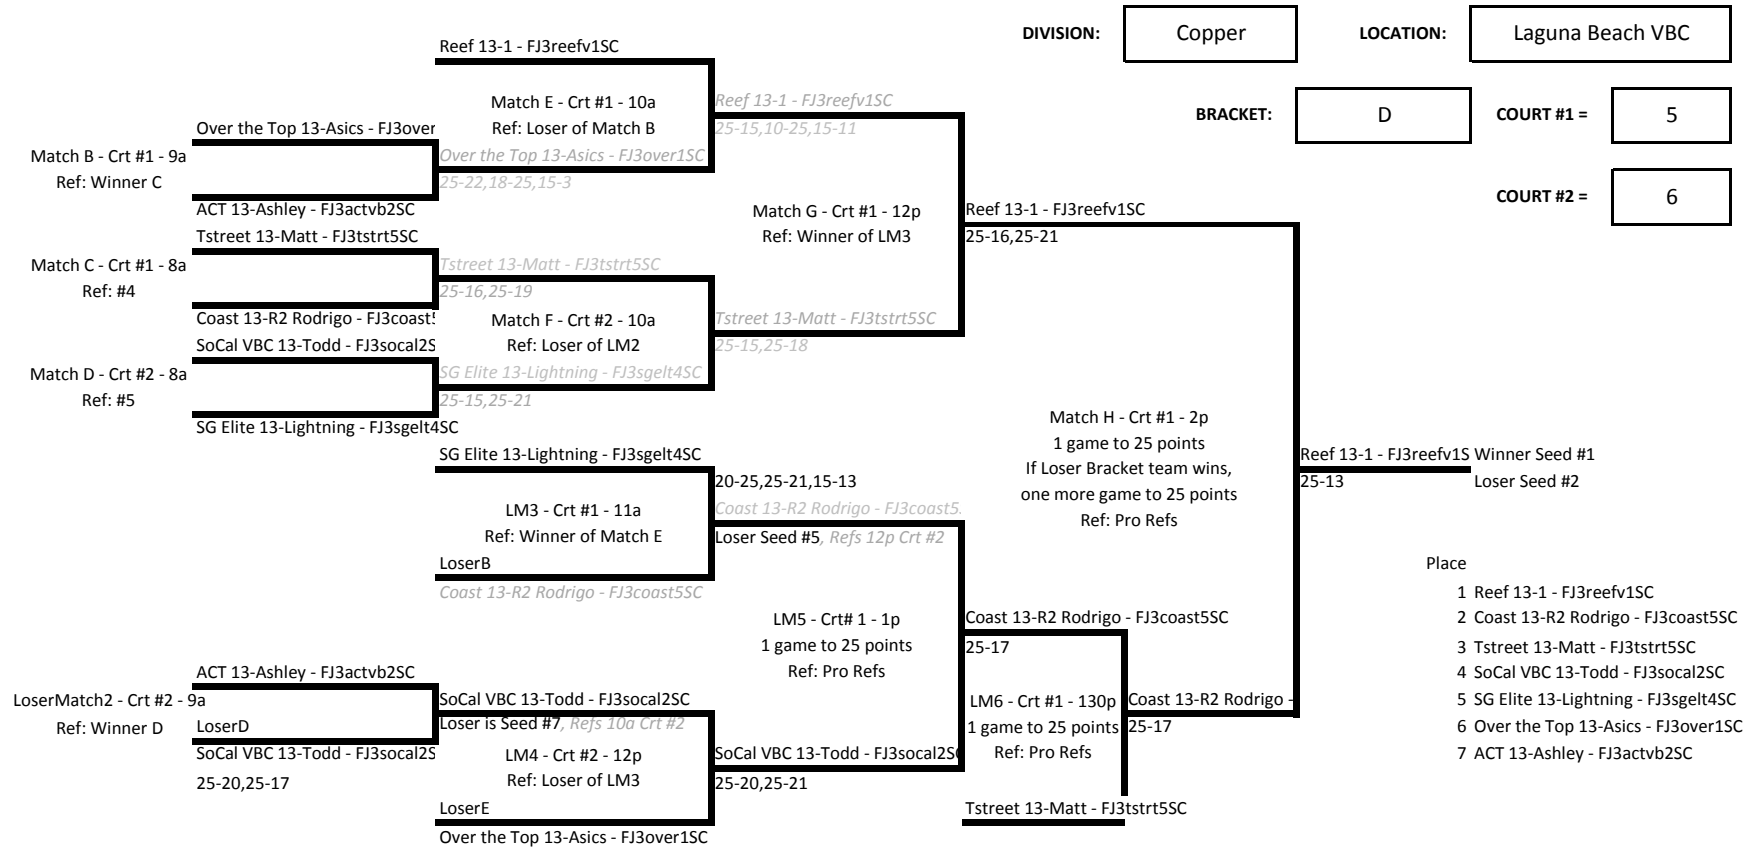 DIVISION: Copper LOCATION: Laguna Beach VBC
Reef 13-1 - FJ3reefv1SC
Match E - Crt #1 - 10a
Ref: Loser of Match B
Reef 13-1 - FJ3reefv1SC
25-15,10-25,15-11
BRACKET: D COURT #1 = 5
COURT #2 = 6
Over the Top 13-Asics - FJ3over
Match B - Crt #1 - 9a
Ref: Winner C
Over the Top 13-Asics - FJ3over1SC
25-22,18-25,15-3
ACT 13-Ashley - FJ3actvb2SC
Tstreet 13-Matt - FJ3tstrt5SC
Match G - Crt #1 - 12p
Ref: Winner of LM3
Reef 13-1 - FJ3reefv1SC
25-16,25-21
Match C - Crt #1 - 8a
Ref: #4
Tstreet 13-Matt - FJ3tstrt5SC
25-16,25-19
Coast 13-R2 Rodrigo - FJ3coast5
SoCal VBC 13-Todd - FJ3socal2S
Match F - Crt #2 - 10a
Ref: Loser of LM2
Tstreet 13-Matt - FJ3tstrt5SC
25-15,25-18
Match D - Crt #2 - 8a
Ref: #5
SG Elite 13-Lightning - FJ3sgelt4SC
25-15,25-21
SG Elite 13-Lightning - FJ3sgelt4SC
Match H - Crt #1 - 2p
1 game to 25 points
If Loser Bracket team wins,
one more game to 25 points
Ref: Pro Refs
Reef 13-1 - FJ3reefv1S Winner Seed #1
25-13 Loser Seed #2
SG Elite 13-Lightning - FJ3sgelt4SC
20-25,25-21,15-13
Coast 13-R2 Rodrigo - FJ3coast5.
LM3 - Crt #1 - 11a
Ref: Winner of Match E
Loser Seed #5, Refs 12p Crt #2
LoserB
Coast 13-R2 Rodrigo - FJ3coast5SC
LM5 - Crt# 1 - 1p
1 game to 25 points
Ref: Pro Refs
Coast 13-R2 Rodrigo - FJ3coast5SC
25-17
ACT 13-Ashley - FJ3actvb2SC
LoserMatch2 - Crt #2 - 9a
Ref: Winner D
LoserD
SoCal VBC 13-Todd - FJ3socal2S
25-20,25-17
SoCal VBC 13-Todd - FJ3socal2SC
Loser is Seed #7, Refs 10a Crt #2
LM4 - Crt #2 - 12p
Ref: Loser of LM3
SoCal VBC 13-Todd - FJ3socal2SC
25-20,25-21
LoserE
Over the Top 13-Asics - FJ3over1SC
LM6 - Crt #1 - 130p
1 game to 25 points
Ref: Pro Refs
Coast 13-R2 Rodrigo -
25-17
Tstreet 13-Matt - FJ3tstrt5SC
Place
1 Reef 13-1 - FJ3reefv1SC
2 Coast 13-R2 Rodrigo - FJ3coast5SC
3 Tstreet 13-Matt - FJ3tstrt5SC
4 SoCal VBC 13-Todd - FJ3socal2SC
5 SG Elite 13-Lightning - FJ3sgelt4SC
6 Over the Top 13-Asics - FJ3over1SC
7 ACT 13-Ashley - FJ3actvb2SC